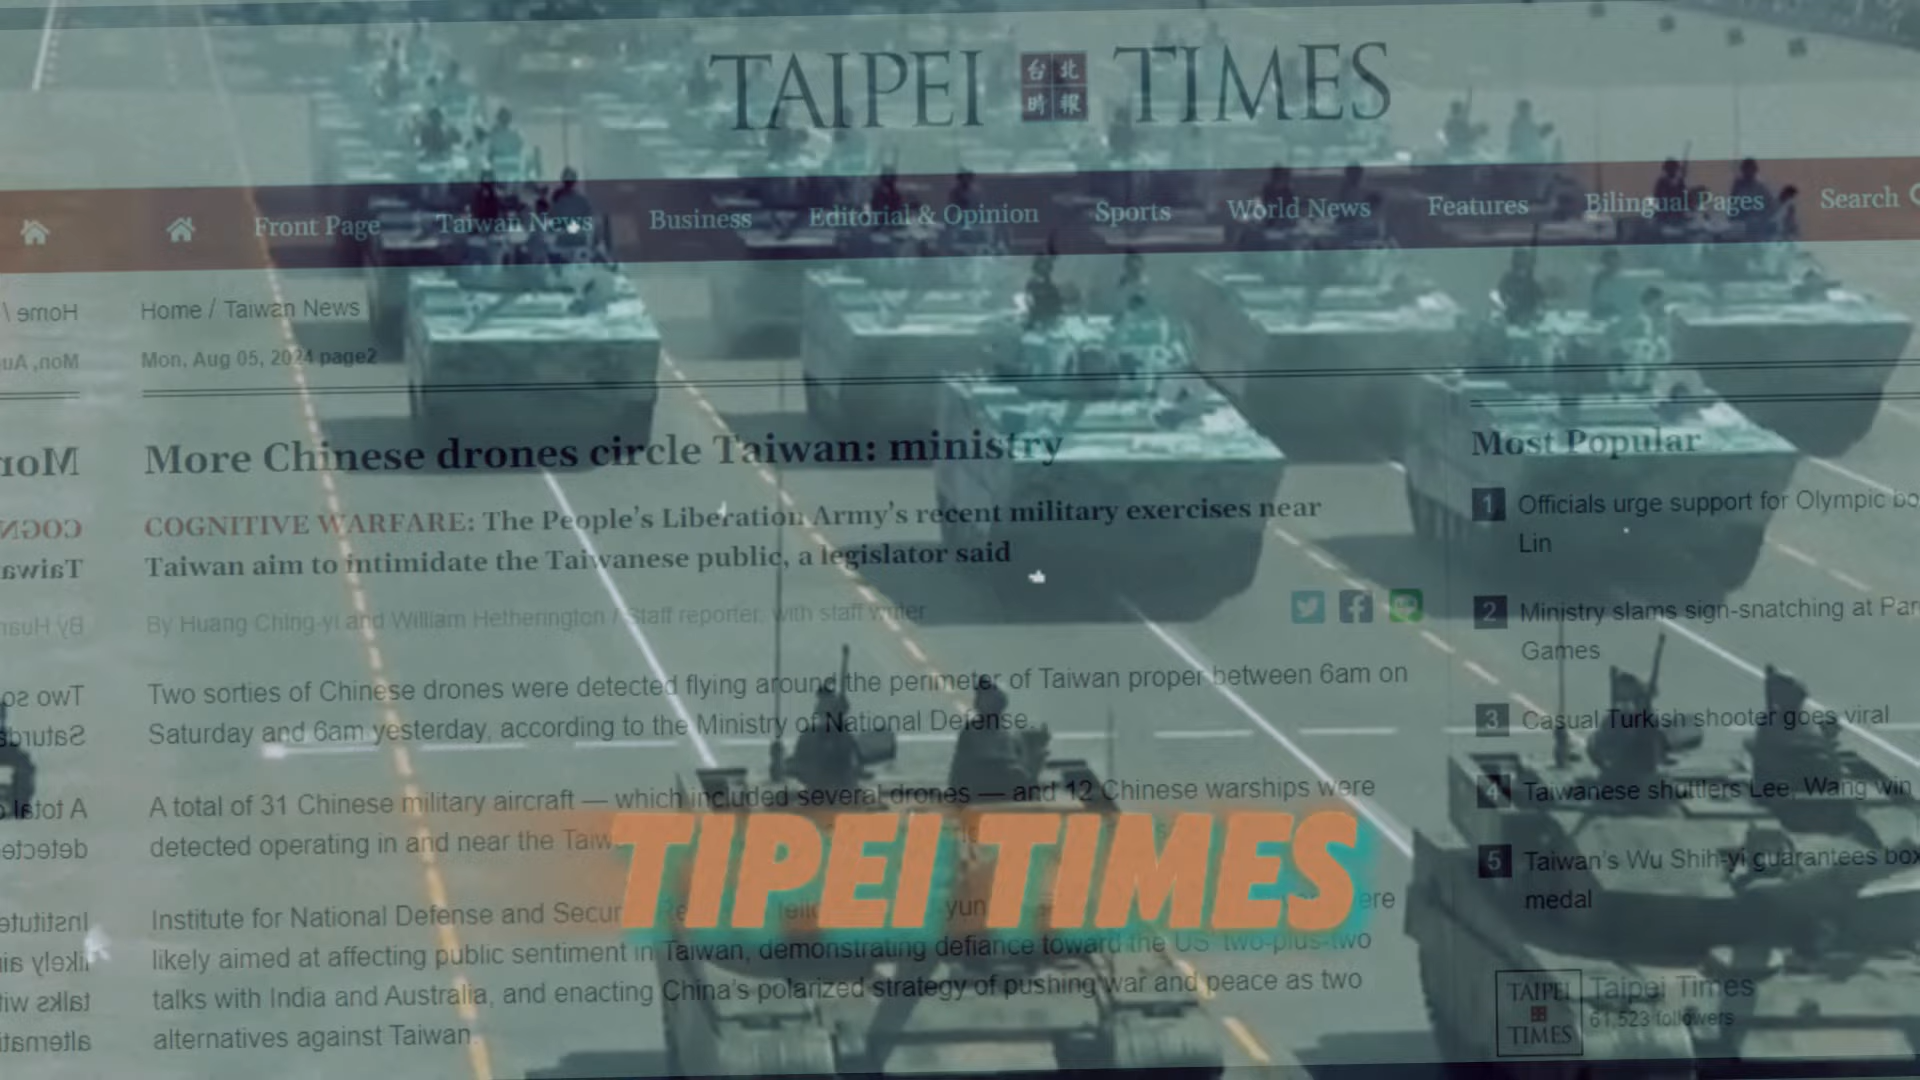 TAIPEI 台北時報 TIMES
Front Page Taiwan News Business Editorial & Opinion Sports World News Features Bilingual Pages Search
Home / Taiwan News
Mon, Aug 05, 2024 page2
More Chinese drones circle Taiwan: ministry
COGNITIVE WARFARE: The People's Liberation Army's recent military exercises near
Taiwan aim to intimidate the Taiwanese public, a legislator said
By Huang Ching-yi and William Hetherington / Staff reporter, with staff writer
Two sorties of Chinese drones were detected flying around the perimeter of Taiwan proper between 6am on
Saturday and 6am yesterday, according to the Ministry of National Defense.
A total of 31 Chinese military aircraft — which included several drones — and 12 Chinese warships were
detected operating in and near the
TIPEI TIMES
Institute for National Defense and
likely aimed at affecting public sentiment in Taiwan, demonstrating defiance toward the US' two-plus-two
talks with India and Australia, and enacting China's polarized strategy of pushing war and peace as two
alternatives against Taiwan.
Most Popular
1 Officials urge support for Olympic
Lin
2 Ministry slams sign-snatching at
Games
3 Casual Turkish shooter goes viral
4 Taiwanese shuttlers Lee, Wang win
5 Taiwan's Wu Shih-yi guarantees
medal
TAIPEI
TIMES
Taipei Times
61,523 followers